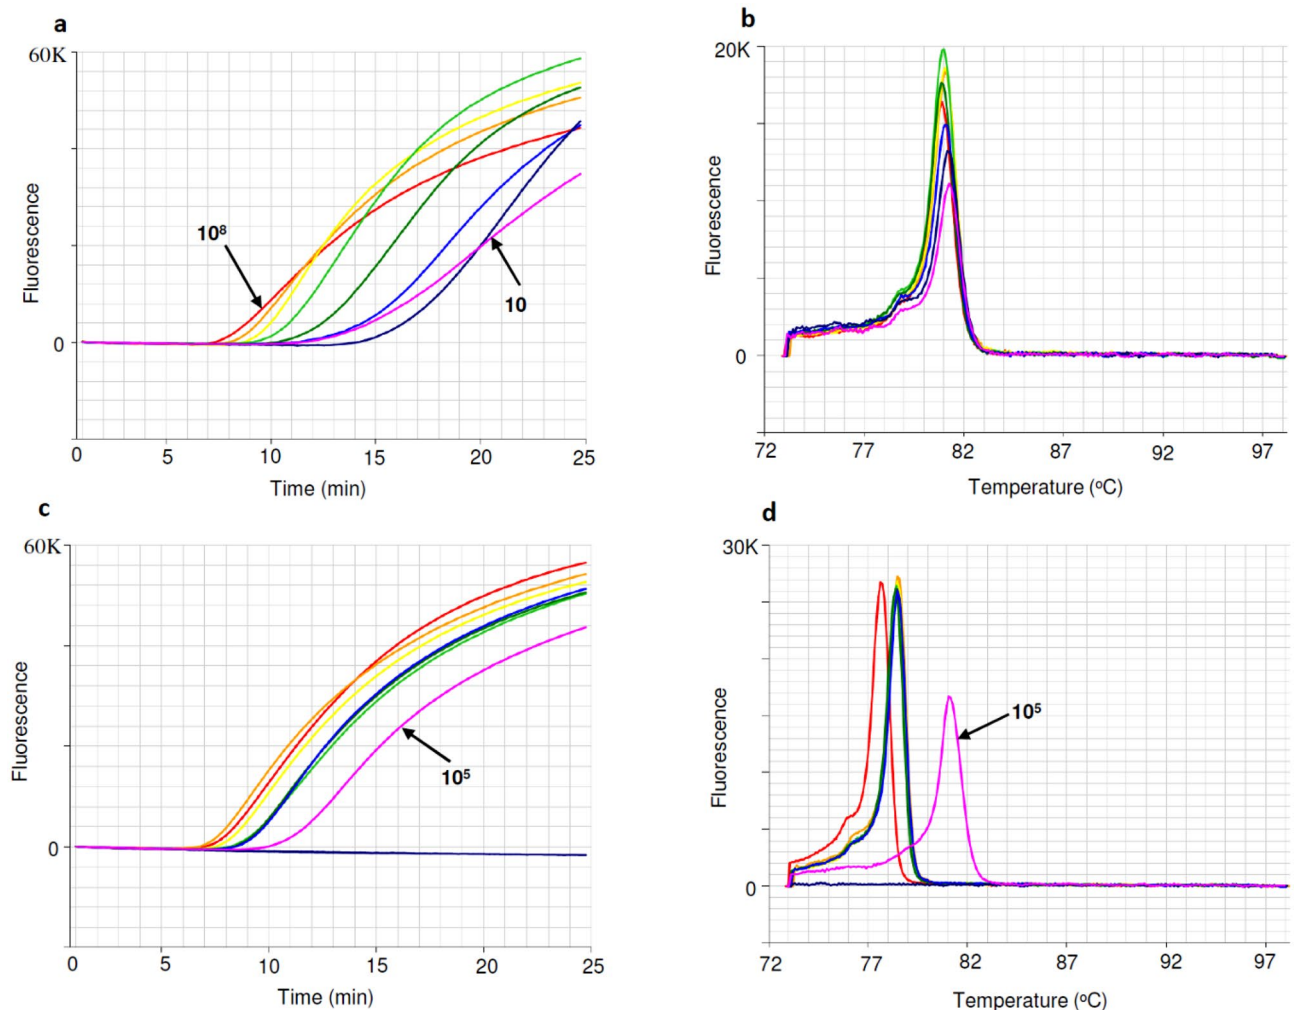 a
60K
Fluorescence
10⁸
10
0
0 5 10 15 20 25
Time (min)
b
20K
Fluorescence
0
72 77 82 87 92 97
Temperature (ºC)
c
60K
Fluorescence
10⁵
0
0 5 10 15 20 25
Time (min)
d
30K
Fluorescence
10⁵
0
72 77 82 87 92 97
Temperature (ºC)